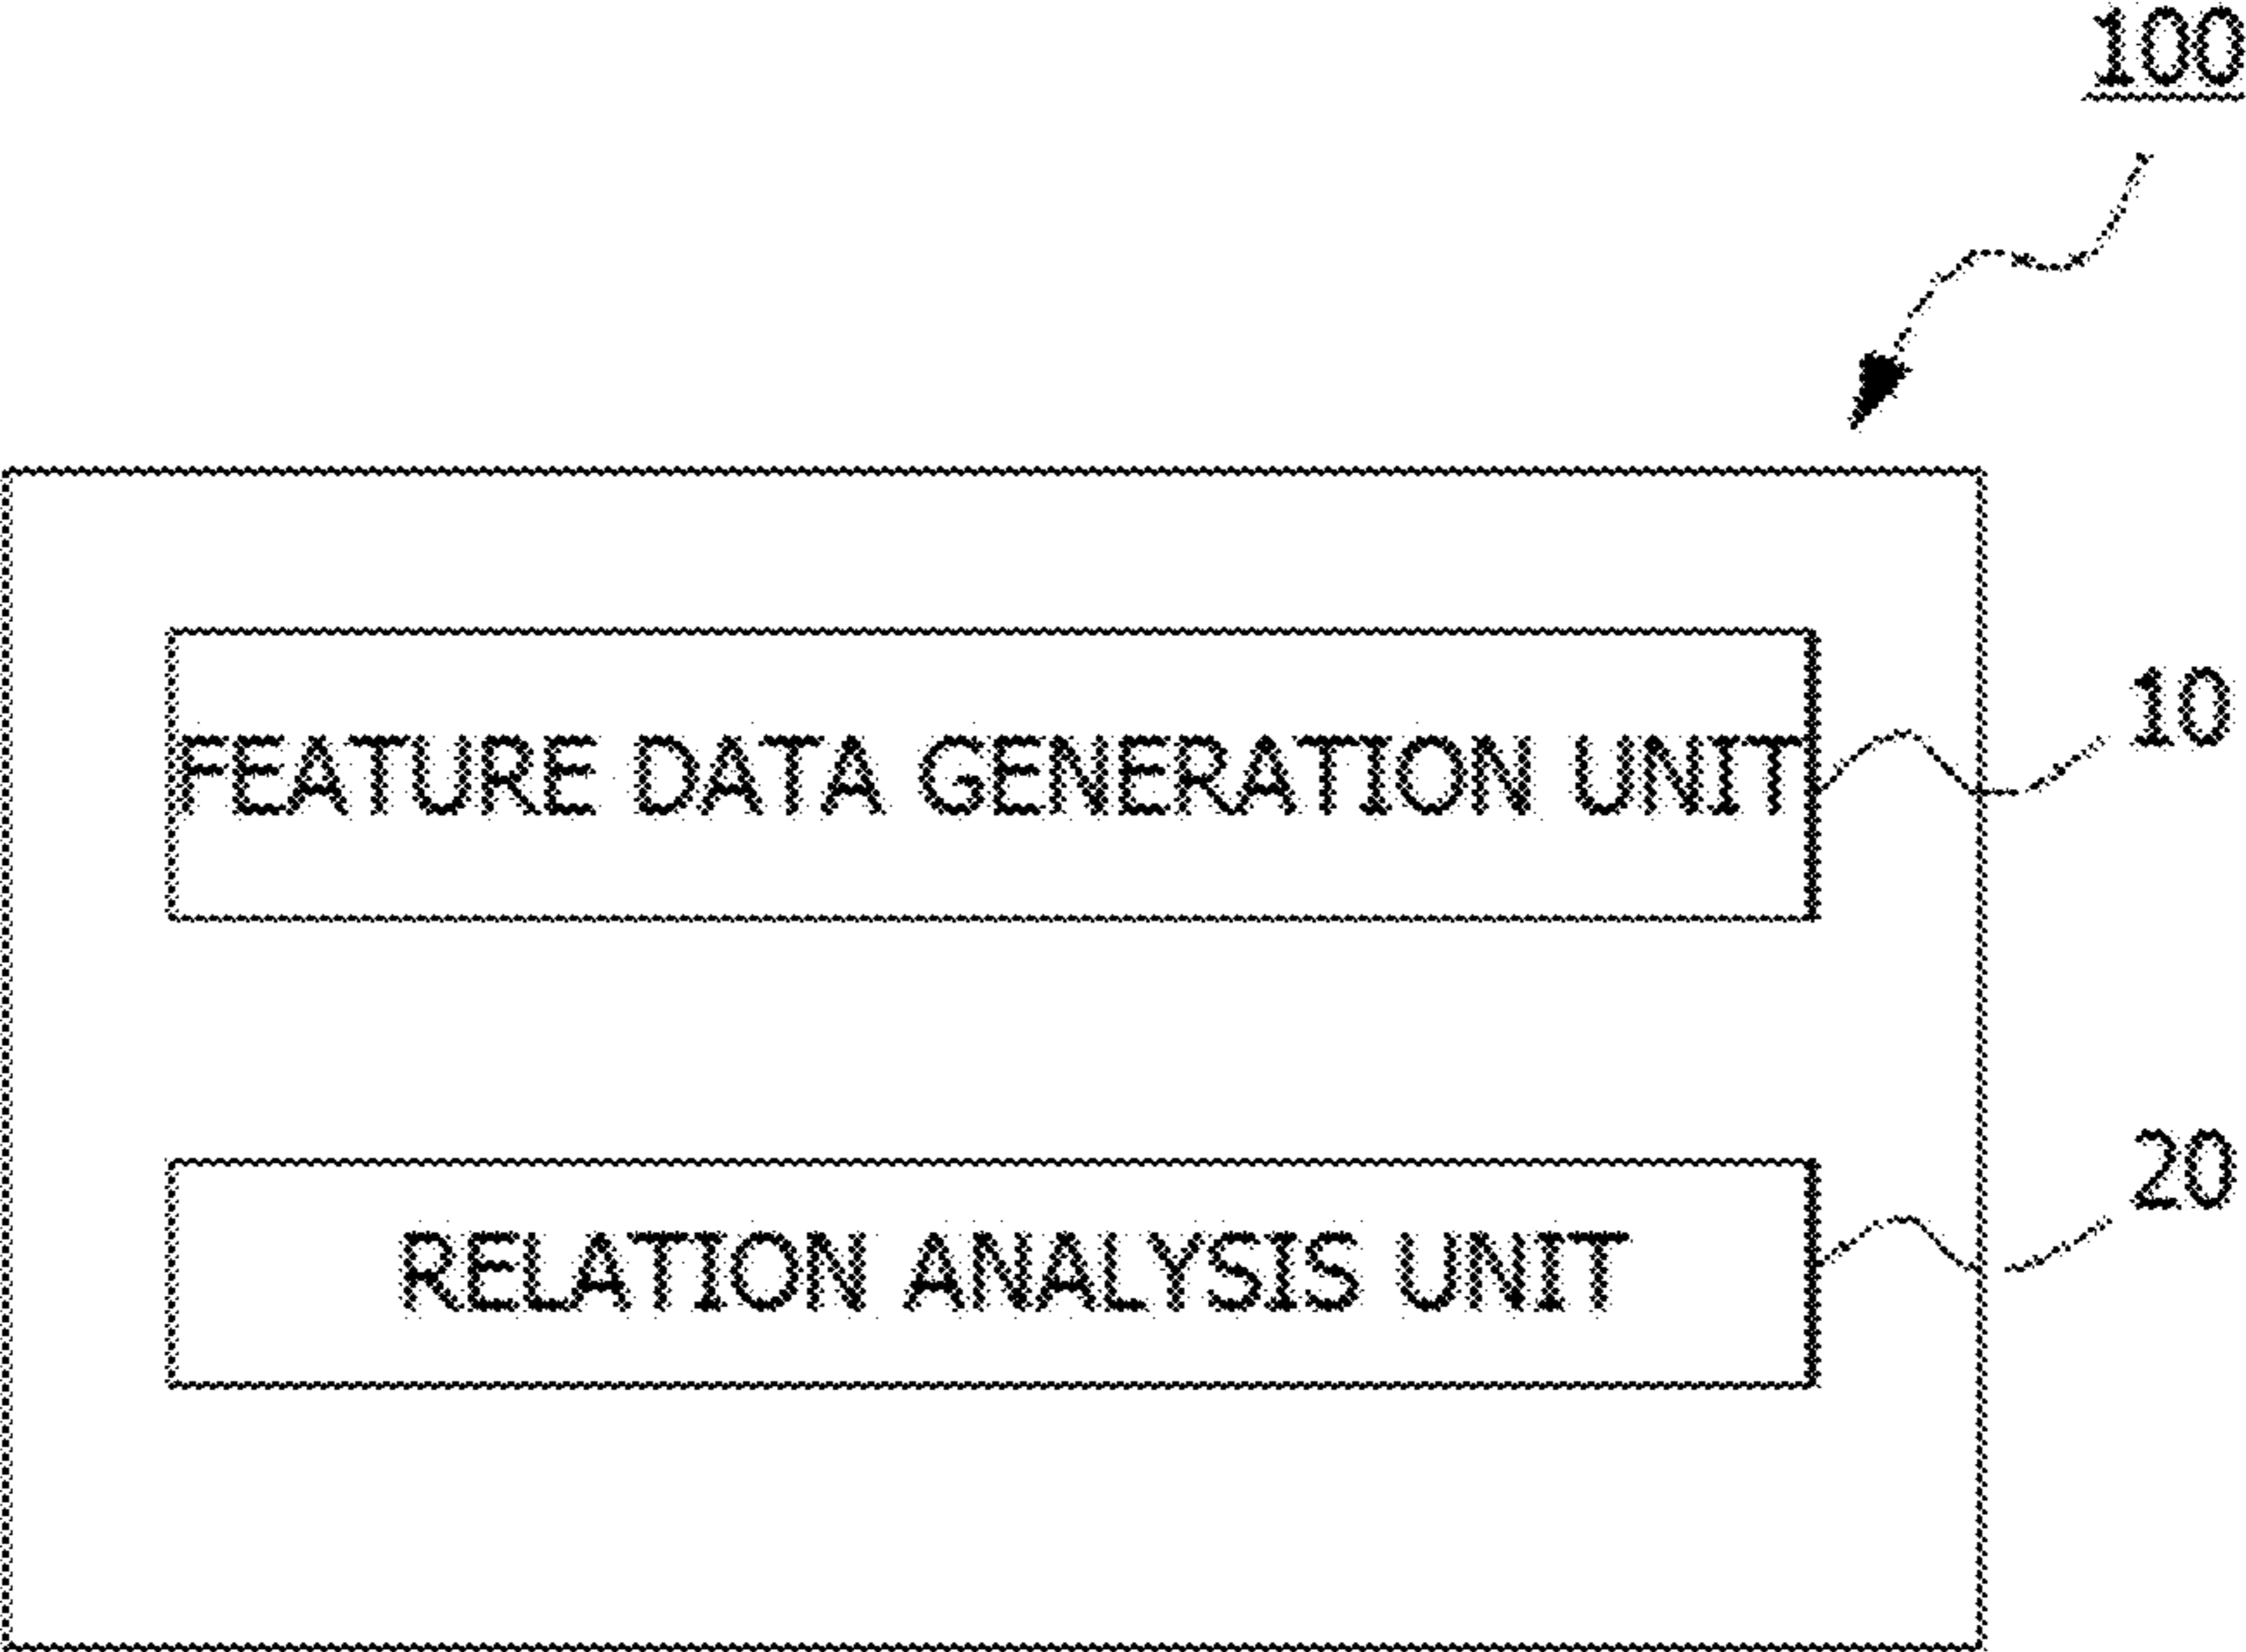 100
FEATURE DATA GENERATION UNIT
10
RELATION ANALYSIS UNIT
20